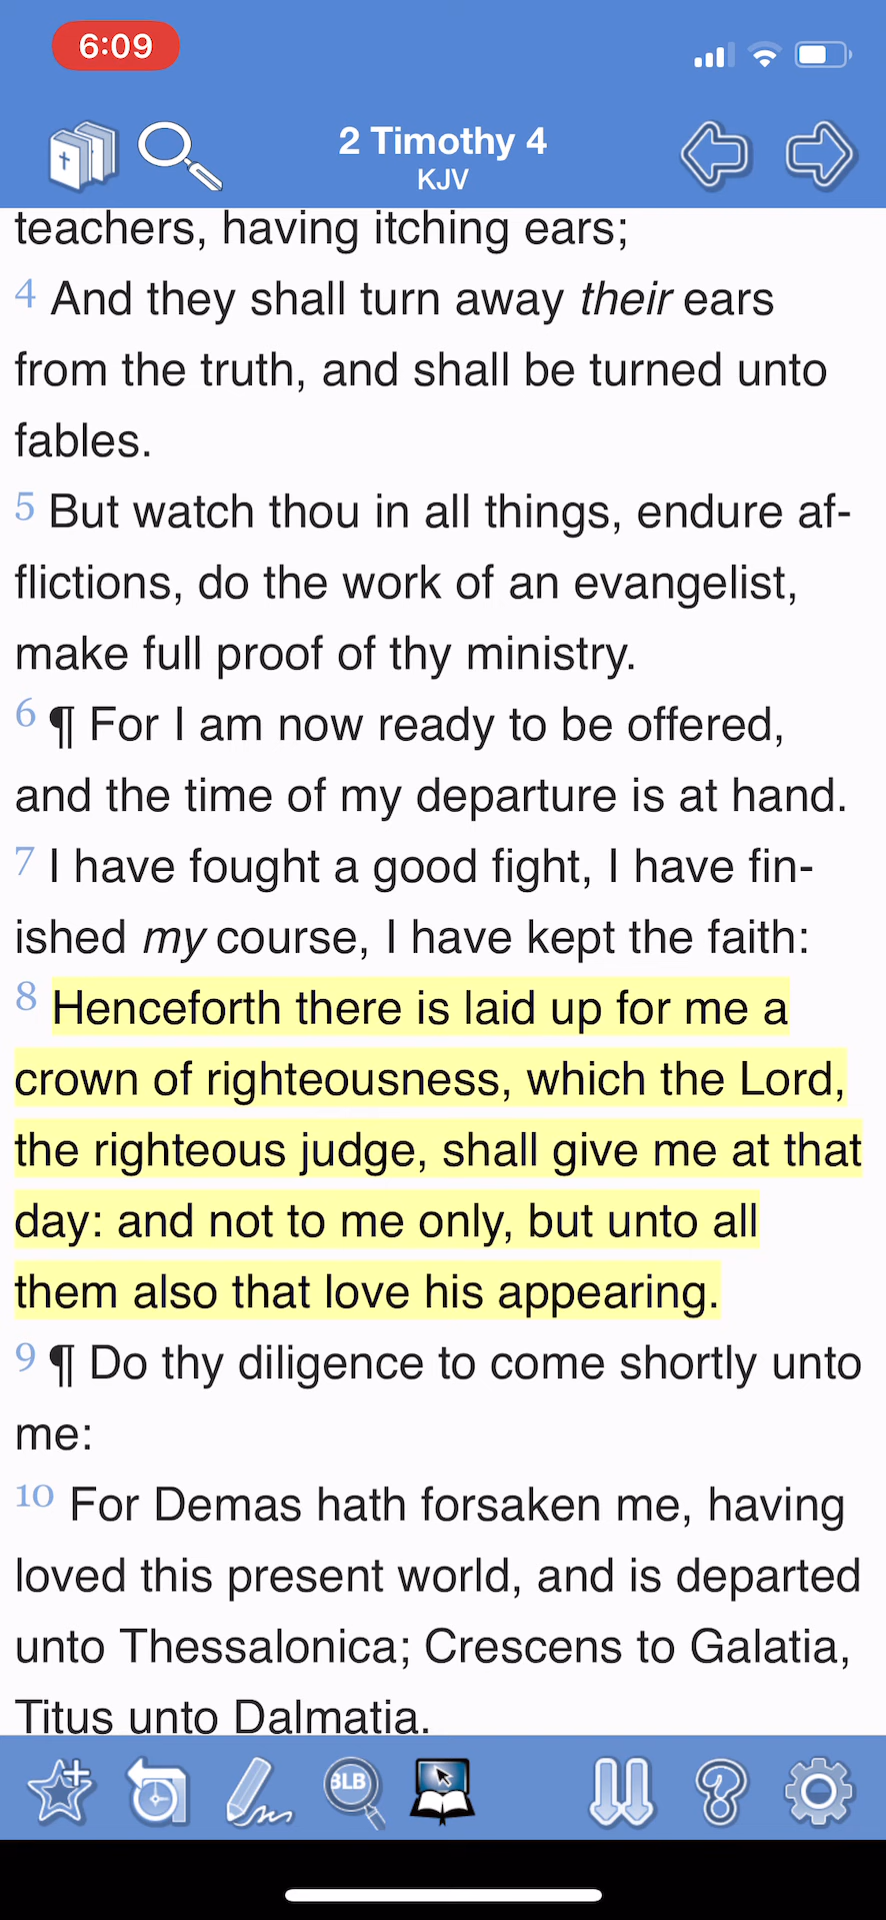 6:09
2 Timothy 4
KJV
teachers, having itching ears;
4 And they shall turn away their ears
from the truth, and shall be turned unto
fables.
5 But watch thou in all things, endure af-
flictions, do the work of an evangelist,
make full proof of thy ministry.
6 ¶ For I am now ready to be offered,
and the time of my departure is at hand.
7 I have fought a good fight, I have fin-
ished my course, I have kept the faith:
8 Henceforth there is laid up for me a
crown of righteousness, which the Lord,
the righteous judge, shall give me at that
day: and not to me only, but unto all
them also that love his appearing.
9 ¶ Do thy diligence to come shortly unto
me:
10 For Demas hath forsaken me, having
loved this present world, and is departed
unto Thessalonica; Crescens to Galatia,
Titus unto Dalmatia.
BLB